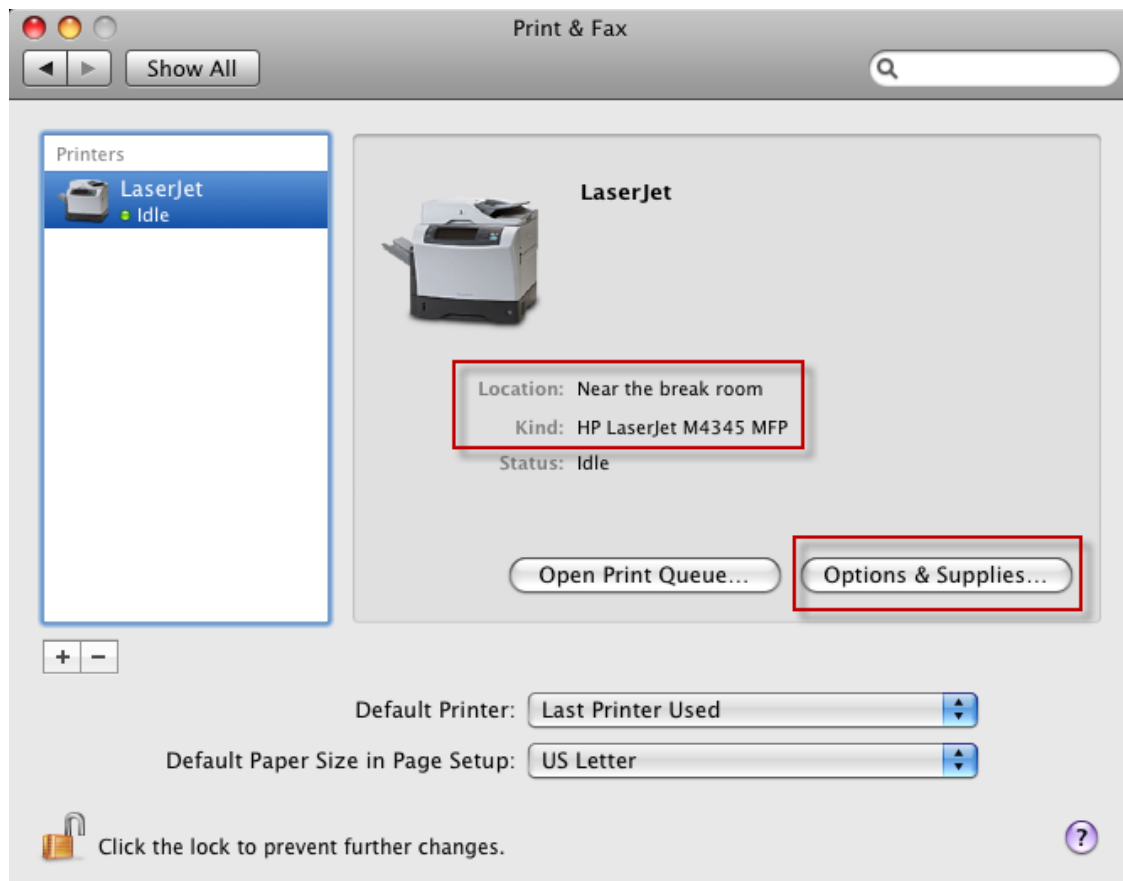 Print & Fax
Show All
Printers
LaserJet
Idle
LaserJet
Location: Near the break room
Kind: HP LaserJet M4345 MFP
Status: Idle
Open Print Queue...
Options & Supplies...
+ −
Default Printer: Last Printer Used
Default Paper Size in Page Setup: US Letter
Click the lock to prevent further changes.
?